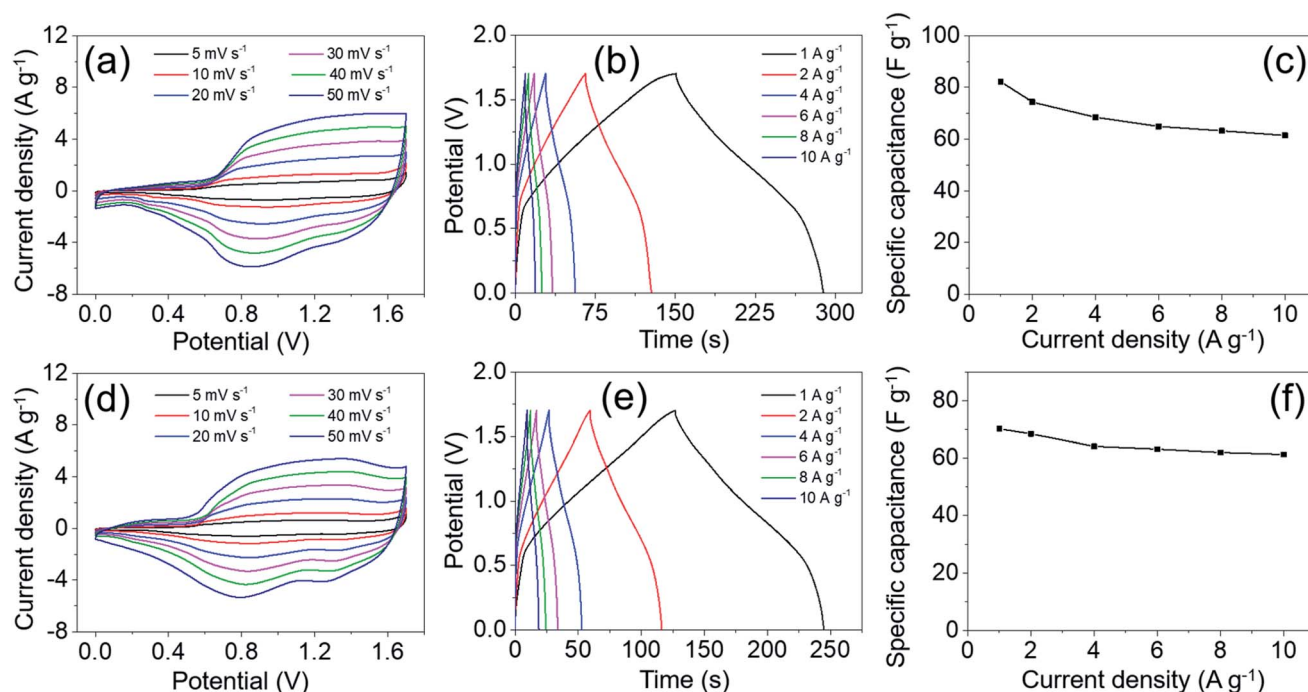 (a)
Current density (A g⁻¹)
12
8
4
0
-4
-8
5 mV s⁻¹
10 mV s⁻¹
20 mV s⁻¹
30 mV s⁻¹
40 mV s⁻¹
50 mV s⁻¹
0.0 0.4 0.8 1.2 1.6
Potential (V)
(b)
Potential (V)
2.0
1.5
1.0
0.5
0.0
1 A g⁻¹
2 A g⁻¹
4 A g⁻¹
6 A g⁻¹
8 A g⁻¹
10 A g⁻¹
0 75 150 225 300
Time (s)
(c)
Specific capacitance (F g⁻¹)
100
80
60
40
20
0
0 2 4 6 8 10
Current density (A g⁻¹)
(d)
Current density (A g⁻¹)
12
8
4
0
-4
-8
5 mV s⁻¹
10 mV s⁻¹
20 mV s⁻¹
30 mV s⁻¹
40 mV s⁻¹
50 mV s⁻¹
0.0 0.4 0.8 1.2 1.6
Potential (V)
(e)
Potential (V)
2.0
1.5
1.0
0.5
0.0
1 A g⁻¹
2 A g⁻¹
4 A g⁻¹
6 A g⁻¹
8 A g⁻¹
10 A g⁻¹
0 50 100 150 200 250
Time (s)
(f)
Specific capacitance (F g⁻¹)
80
60
40
20
0
0 2 4 6 8 10
Current density (A g⁻¹)